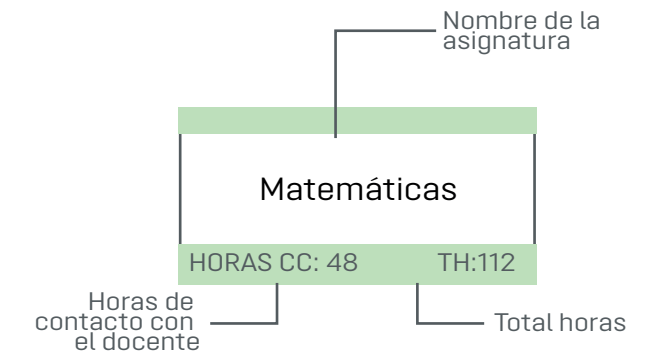 Nombre de la
asignatura
Matemáticas
HORAS CC: 48 TH:112
Horas de
contacto con
el docente
Total horas